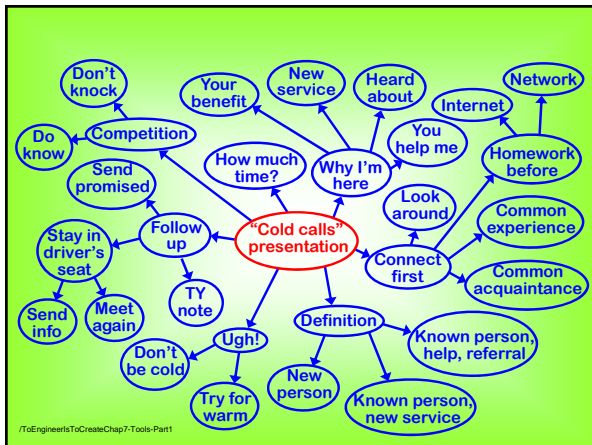 Don't
knock
Do
know
Competition
Your
benefit
New
service
Heard
about
You
help me
Why I'm
here
How much
time?
Network
Internet
Homework
before
Look
around
Common
experience
Common
acquaintance
Connect
first
"Cold calls"
presentation
Send
promised
Follow
up
Stay in
driver's
seat
Send
info
Meet
again
TY
note
Ugh!
Don't
be cold
Try for
warm
Definition
New
person
Known person,
new service
Known person,
help, referral
/ToEngineerIsToCreateChap7-Tools-Part1